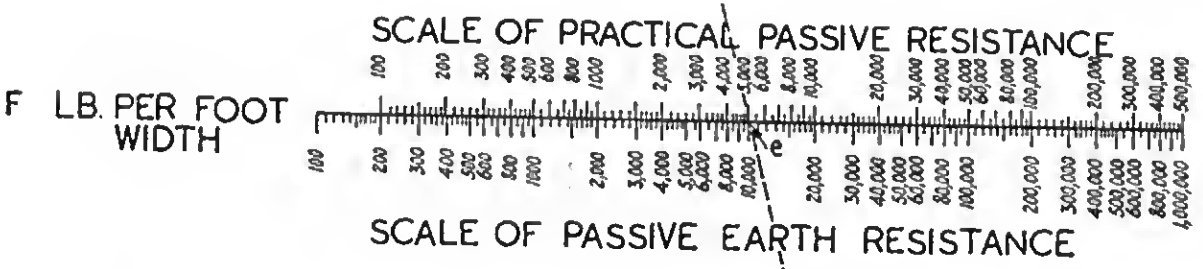 SCALE OF PRACTICAL PASSIVE RESISTANCE
100 200 300 400 500 600 800 1000 2,000 3,000 4,000 5,000 6,000 8,000 10,000 20,000 30,000 40,000 50,000 60,000 80,000 100,000 200,000 300,000 400,000 500,000
F LB. PER FOOT
WIDTH
e
100 200 300 400 500 600 800 1000 2,000 3,000 4,000 5,000 6,000 8,000 10,000 20,000 30,000 40,000 50,000 60,000 80,000 100,000 200,000 300,000 400,000 500,000 600,000 800,000 1,000,000
SCALE OF PASSIVE EARTH RESISTANCE